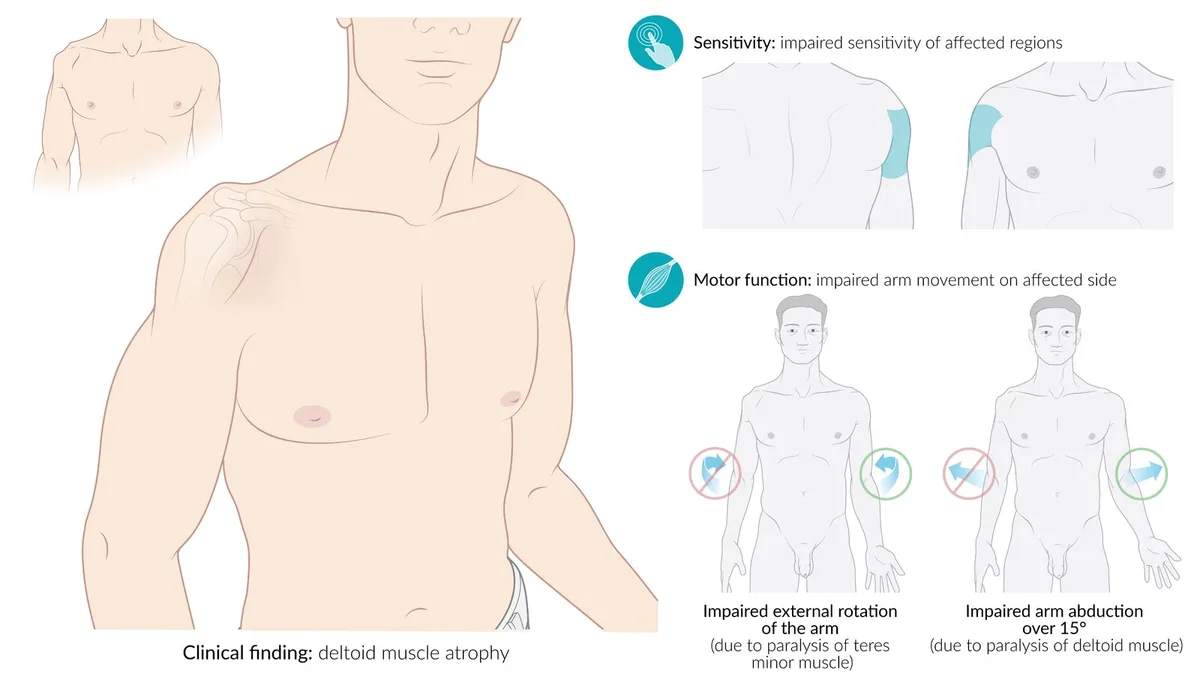 Sensitivity: impaired sensitivity of affected regions
Motor function: impaired arm movement on affected side
Impaired external rotation
of the arm
(due to paralysis of teres
minor muscle)
Impaired arm abduction
over 15°
(due to paralysis of deltoid muscle)
Clinical finding: deltoid muscle atrophy